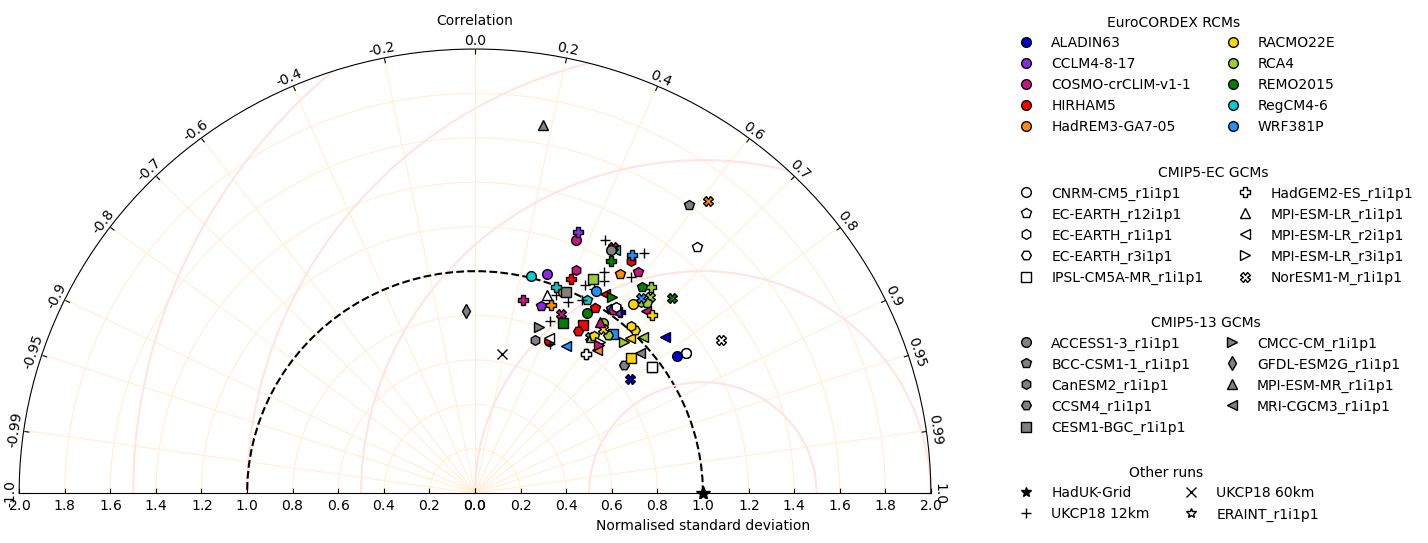 Correlation
-1.0
-0.99
-0.95
-0.9
-0.8
-0.7
-0.6
-0.4
-0.2
0.0
0.2
0.4
0.6
0.7
0.8
0.9
0.95
0.99
1.0
2.0 1.8 1.6 1.4 1.2 1.0 0.8 0.6 0.4 0.2 0.0 0.2 0.4 0.6 0.8 1.0 1.2 1.4 1.6 1.8 2.0
Normalised standard deviation
EuroCORDEX RCMs
ALADIN63
CCLM4-8-17
COSMO-crCLIM-v1-1
HIRHAM5
HadREM3-GA7-05
RACMO22E
RCA4
REMO2015
RegCM4-6
WRF381P
CMIP5-EC GCMs
CNRM-CM5_r1i1p1
EC-EARTH_r12i1p1
EC-EARTH_r1i1p1
EC-EARTH_r3i1p1
IPSL-CM5A-MR_r1i1p1
HadGEM2-ES_r1i1p1
MPI-ESM-LR_r1i1p1
MPI-ESM-LR_r2i1p1
MPI-ESM-LR_r3i1p1
NorESM1-M_r1i1p1
CMIP5-13 GCMs
ACCESS1-3_r1i1p1
BCC-CSM1-1_r1i1p1
CanESM2_r1i1p1
CCSM4_r1i1p1
CESM1-BGC_r1i1p1
CMCC-CM_r1i1p1
GFDL-ESM2G_r1i1p1
MPI-ESM-MR_r1i1p1
MRI-CGCM3_r1i1p1
Other runs
HadUK-Grid
UKCP18 12km
UKCP18 60km
ERAINT_r1i1p1